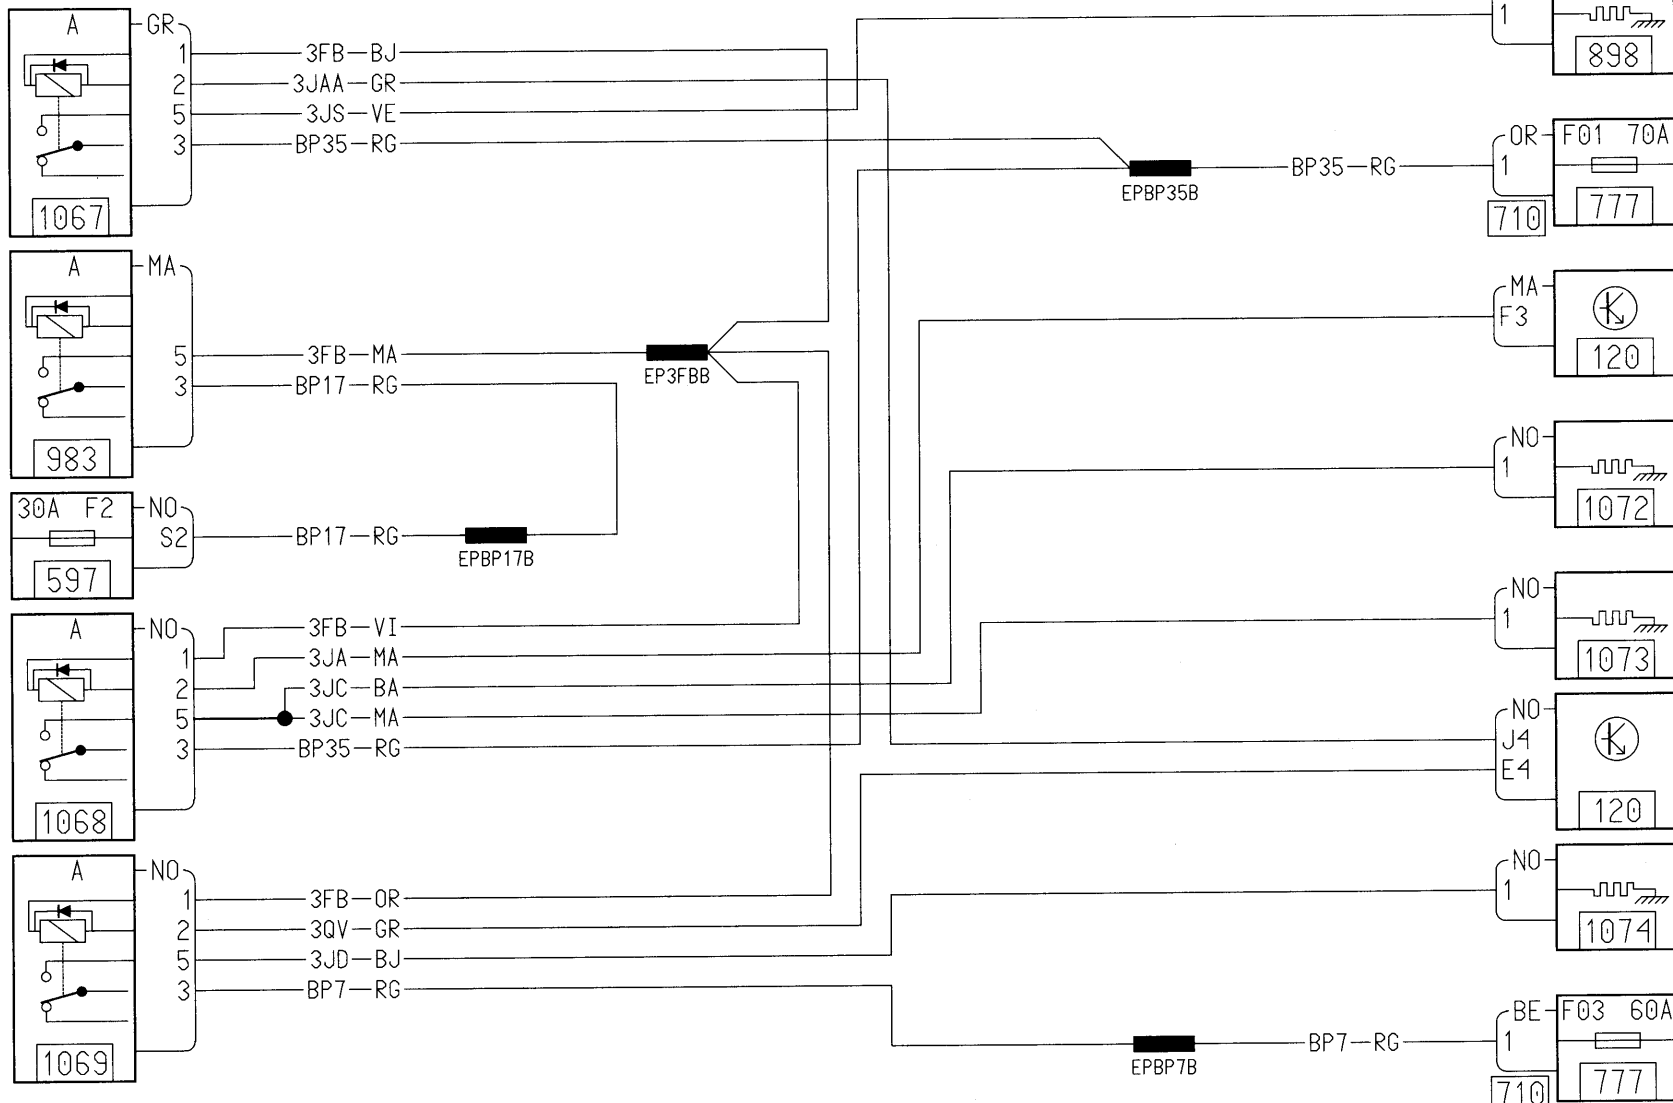 A
GR
1 3FB BJ
2 3JAA GR
5 3JS VE
3 BP35 RG
1067
1
898
EPBP35B
BP35 RG
OR
1
710
F01 70A
777
A
MA
5 3FB MA
3 BP17 RG
983
EP3FBB
MA
F3
120
30A F2
NO
S2 BP17 RG
597
EPBP17B
NO
1
1072
A
NO
1 3FB VI
2 3JA MA
3JC BA
5 3JC MA
3 BP35 RG
1068
NO
1
1073
NO
J4
E4
120
A
NO
1 3FB OR
2 3QV GR
5 3JD BJ
3 BP7 RG
1069
NO
1
1074
EPBP7B
BP7 RG
BE
1
710
F03 60A
777